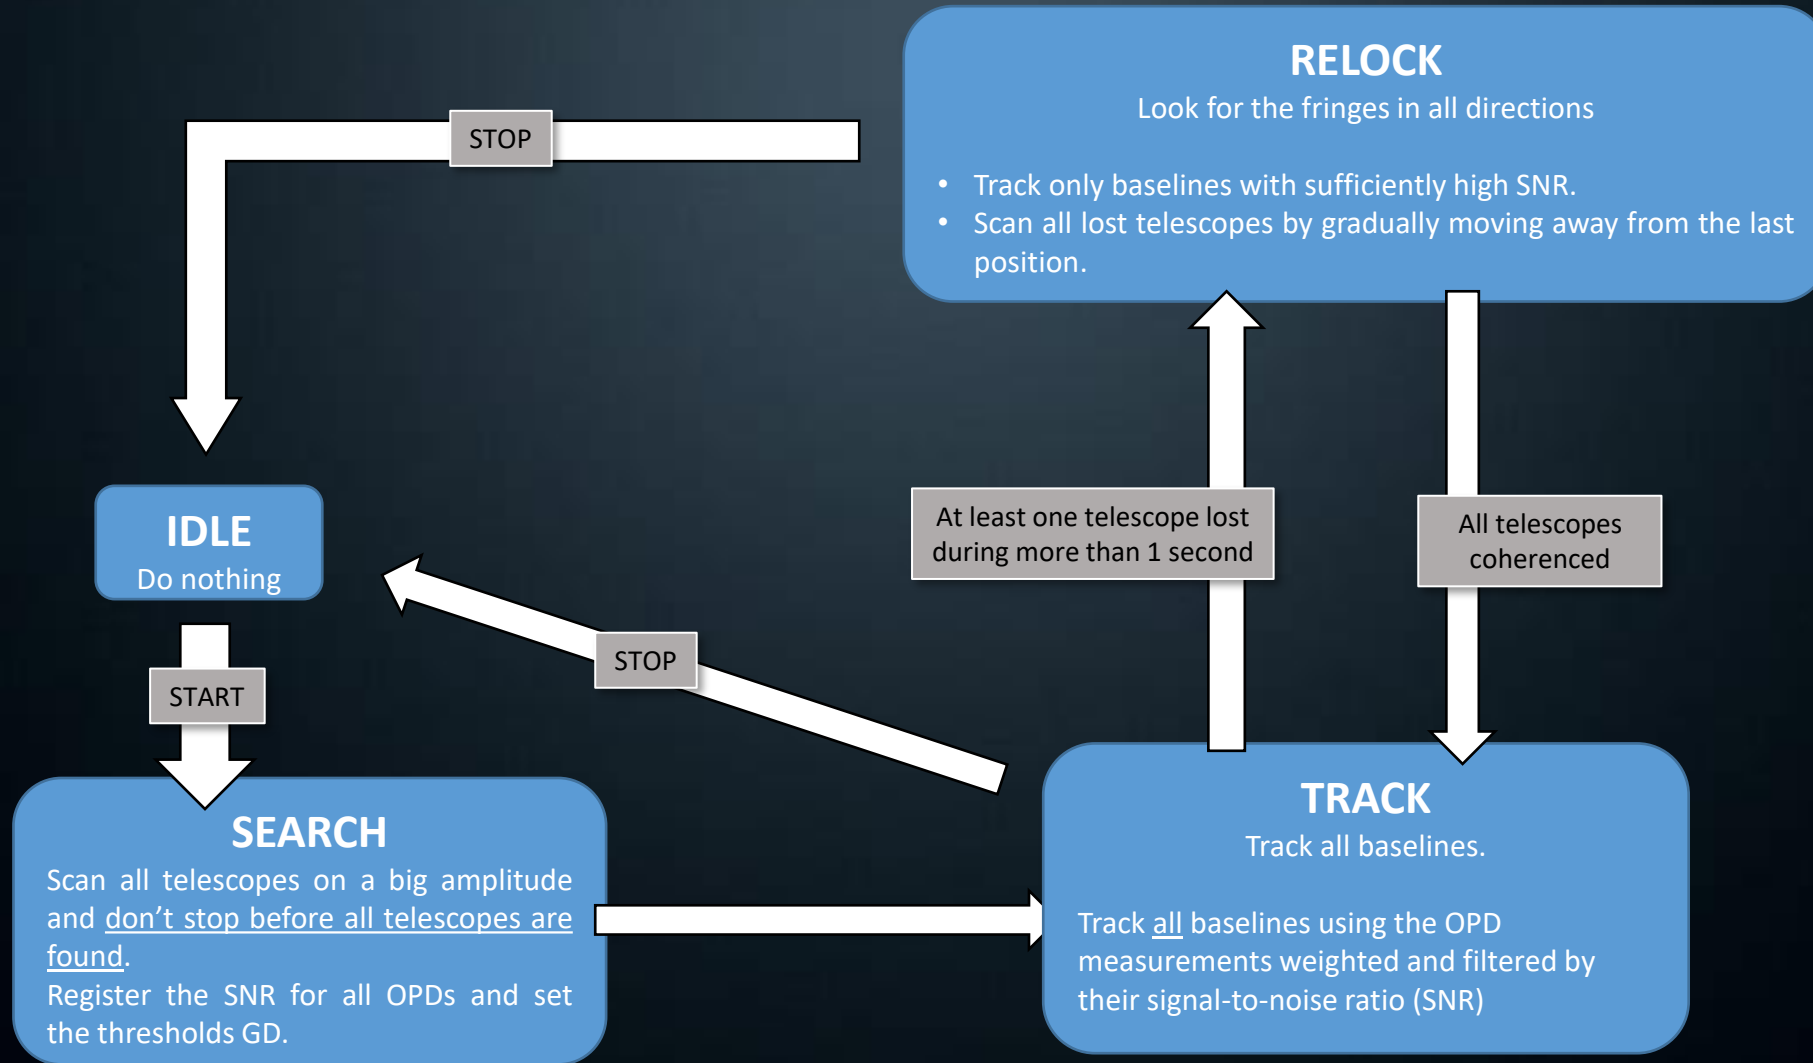 RELOCK
Look for the fringes in all directions
• Track only baselines with sufficiently high SNR.
• Scan all lost telescopes by gradually moving away from the last
position.
STOP
IDLE
Do nothing
At least one telescope lost
during more than 1 second
All telescopes
coherenced
STOP
START
SEARCH
Scan all telescopes on a big amplitude
and don’t stop before all telescopes are
found.
Register the SNR for all OPDs and set
the thresholds GD.
TRACK
Track all baselines.
Track all baselines using the OPD
measurements weighted and filtered by
their signal-to-noise ratio (SNR)